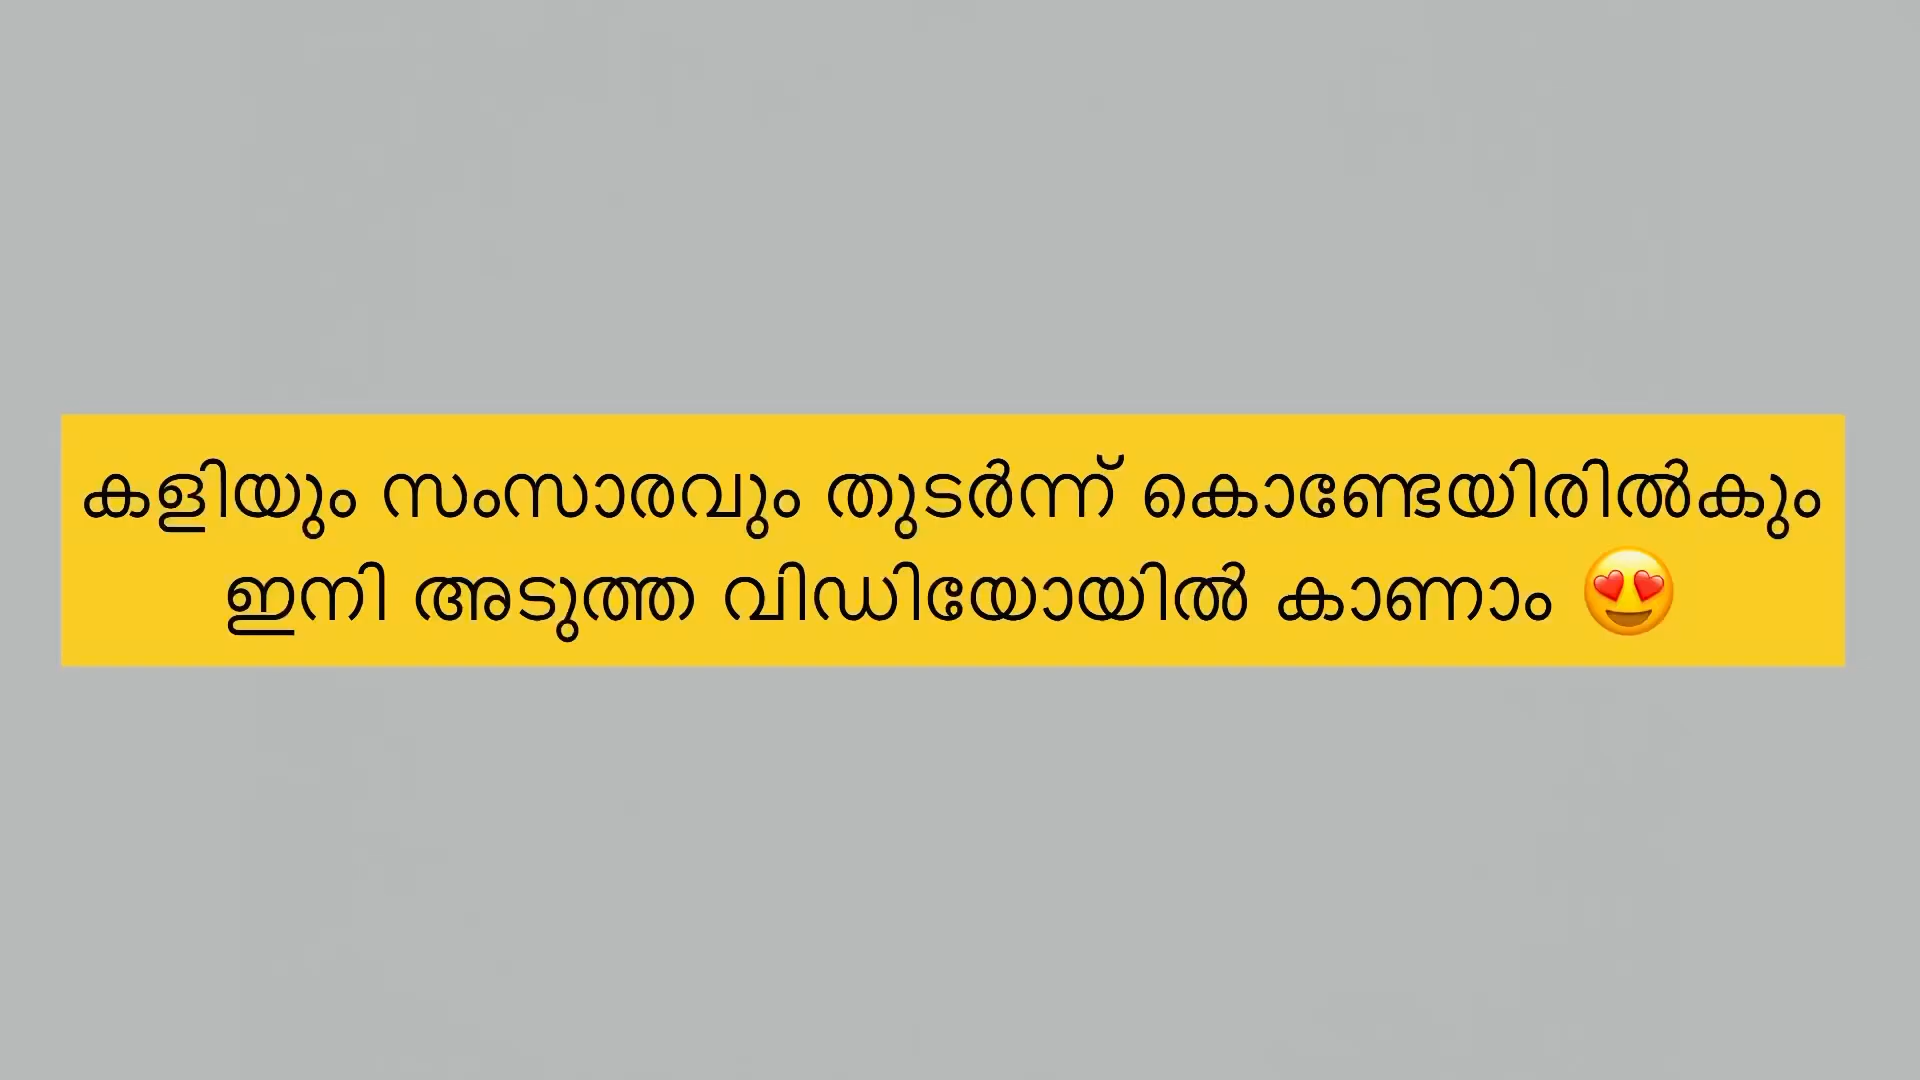 കളിയും സംസാരവും തുടർന്ന് കൊണ്ടേയിരിൽകും
ഇനി അടുത്ത വിഡിയോയിൽ കാണാം 😍